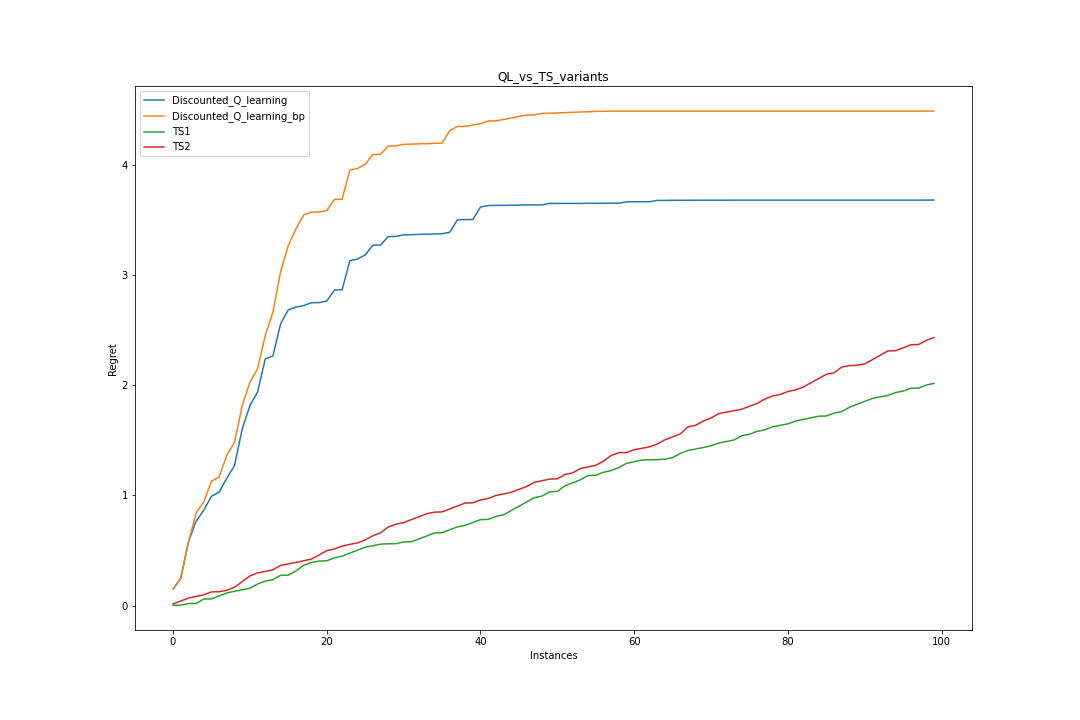 QL_vs_TS_variants
Discounted_Q_learning
Discounted_Q_learning_bp
TS1
TS2
Regret
4
3
2
1
0
0 20 40 60 80 100
Instances